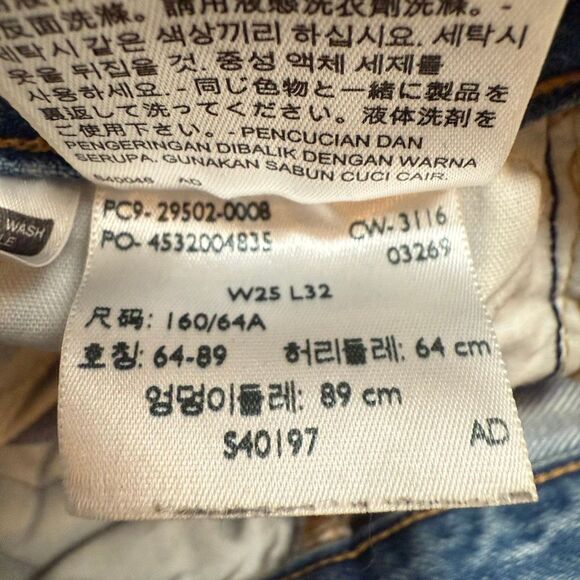 反面洗滌. 請用液態洗衣劑洗滌. -
세탁시 같은 색상끼리 하십시요. 세탁시
옷을 뒤집을 것. 중성 액체 세제를
사용하세요. - 同じ色物と一緒に製品を
裏返して洗ってください。液体洗剤を
ご使用下さい。- PENCUCIAN DAN
PENGERINGAN DIBALIK DENGAN WARNA
SERUPA. GUNAKAN SABUN CUCI CAIR.
AD
WASH
PC9- 29502-0008
PO- 4532004835
CW- 3116
03269
W25 L32
尺码: 160/64A
호칭: 64-89 허리둘레: 64 cm
엉덩이둘레: 89 cm
S40197
AD